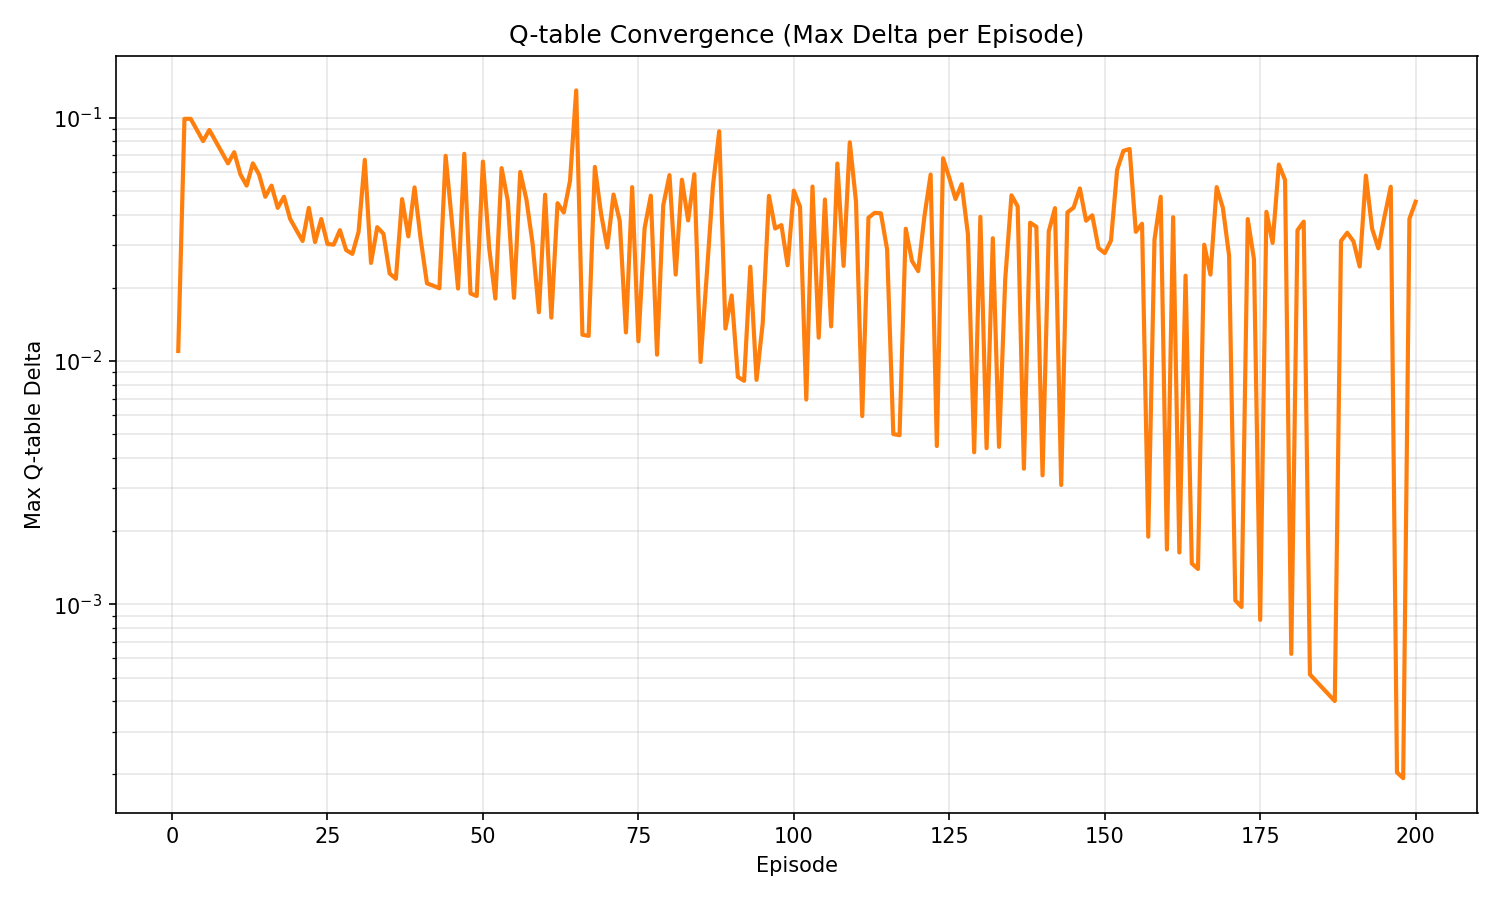 Q-table Convergence (Max Delta per Episode)
Max Q-table Delta
10⁻¹
10⁻²
10⁻³
0 25 50 75 100 125 150 175 200
Episode